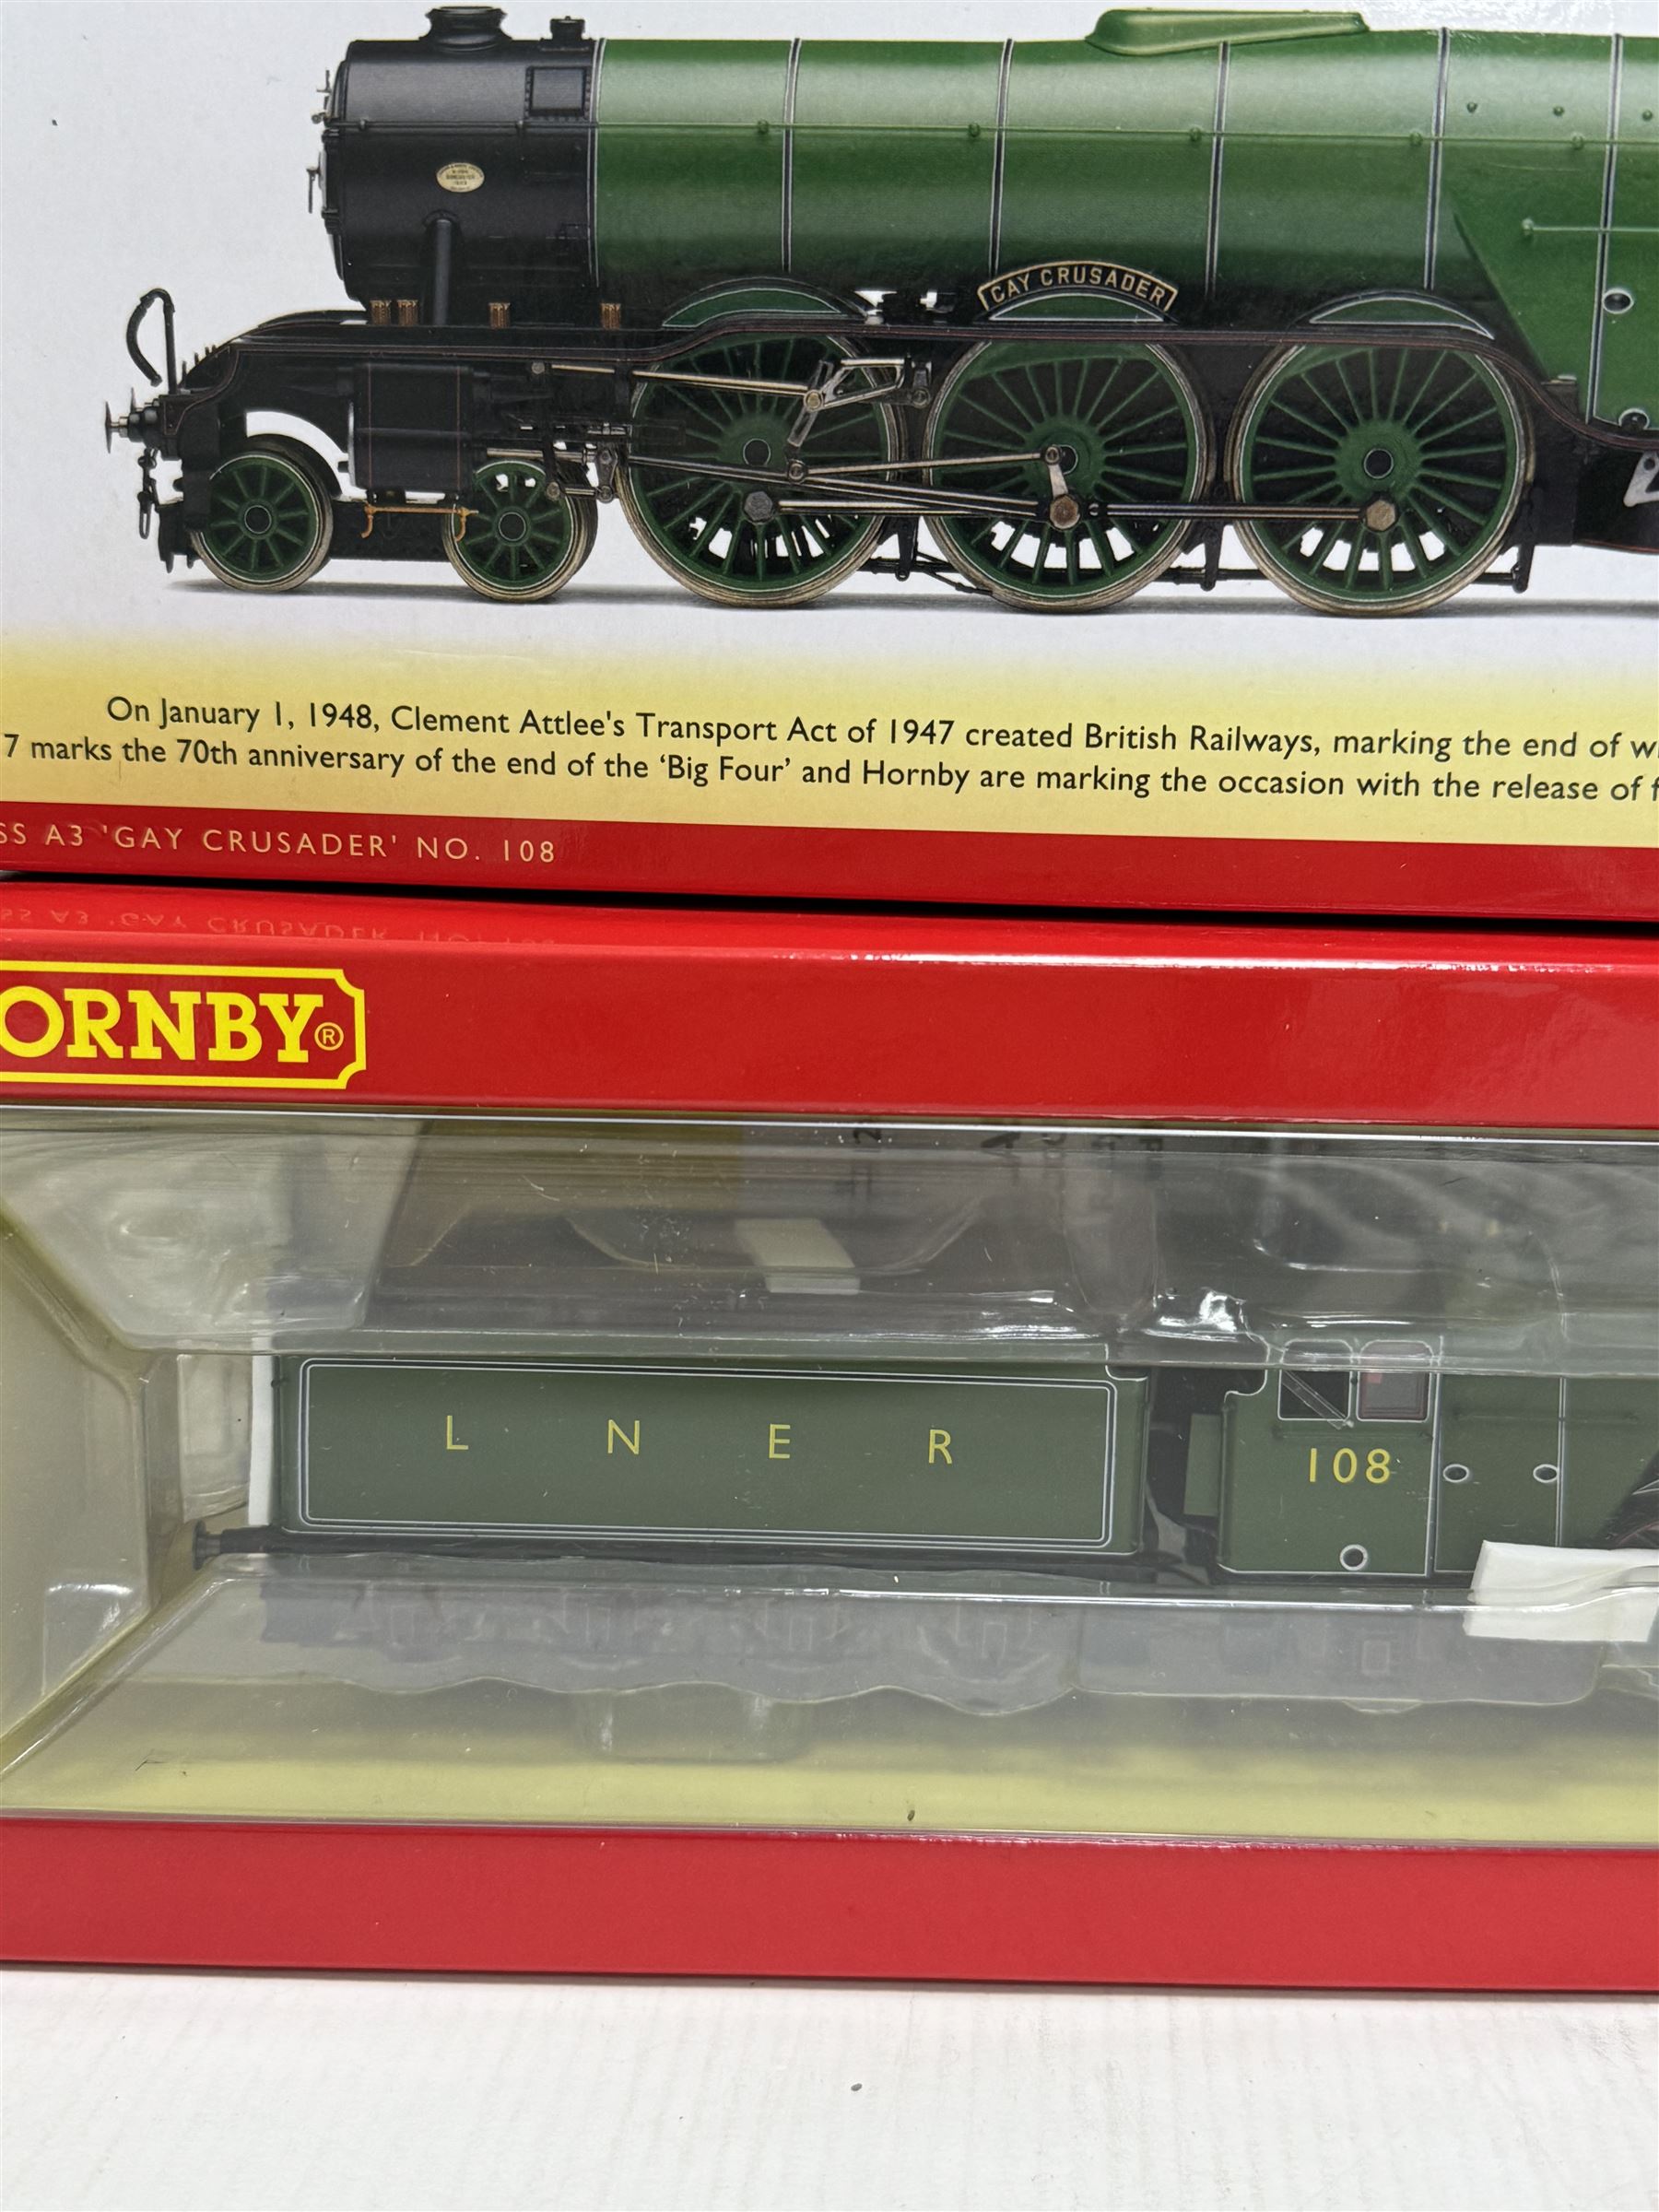 GAY CRUSADER
On January 1, 1948, Clement Attlee's Transport Act of 1947 created British Railways, marking the end of w
7 marks the 70th anniversary of the end of the 'Big Four' and Hornby are marking the occasion with the release of f
SS A3 'GAY CRUSADER' NO. 108
ORNBY®
L N E R
108